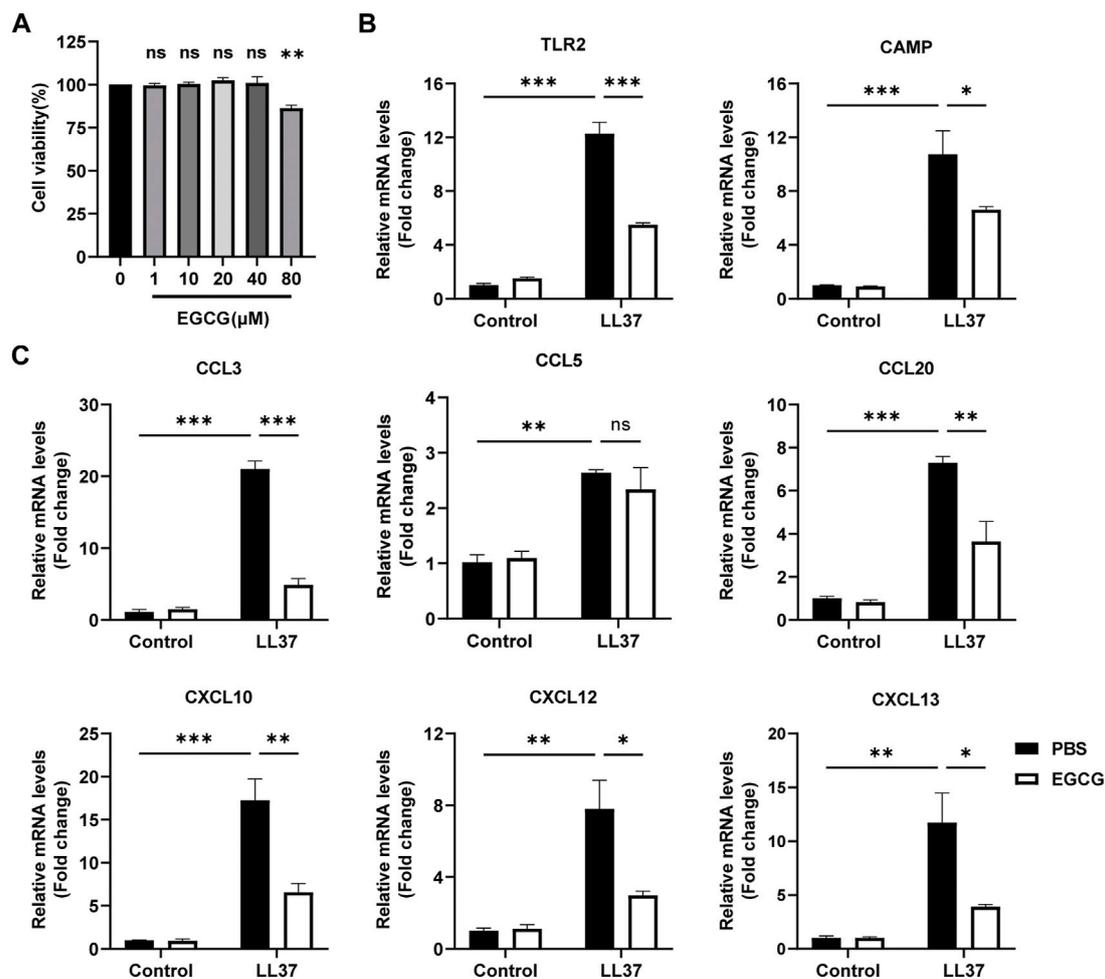 A
Cell viability(%)
125
100
75
50
25
0
ns ns ns ns **
0 1 10 20 40 80
EGCG(μM)
B
TLR2
Relative mRNA levels
(Fold change)
16
12
8
4
0
*** ***
Control LL37
CAMP
Relative mRNA levels
(Fold change)
16
12
8
4
0
*** *
Control LL37
C
CCL3
Relative mRNA levels
(Fold change)
30
20
10
0
*** ***
Control LL37
CCL5
Relative mRNA levels
(Fold change)
4
3
2
1
0
** ns
Control LL37
CCL20
Relative mRNA levels
(Fold change)
10
8
6
4
2
0
*** **
Control LL37
CXCL10
Relative mRNA levels
(Fold change)
25
20
15
10
5
0
*** **
Control LL37
CXCL12
Relative mRNA levels
(Fold change)
12
8
4
0
** *
Control LL37
CXCL13
Relative mRNA levels
(Fold change)
20
15
10
5
0
** *
Control LL37
PBS
EGCG